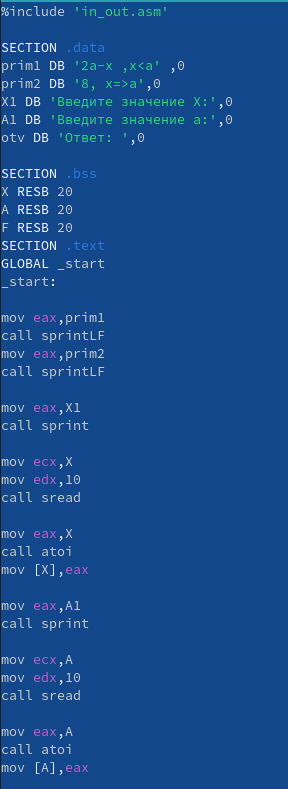 %include 'in_out.asm'
SECTION .data
prim1 DB '2a-x ,x<a' ,0
prim2 DB '8, x=>a',0
X1 DB 'Введите значение X:',0
A1 DB 'Введите значение a:',0
otv DB 'Ответ: ',0
SECTION .bss
X RESB 20
A RESB 20
F RESB 20
SECTION .text
GLOBAL _start
_start:
mov eax,prim1
call sprintLF
mov eax,prim2
call sprintLF
mov eax,X1
call sprint
mov ecx,X
mov edx,10
call sread
mov eax,X
call atoi
mov [X],eax
mov eax,A1
call sprint
mov ecx,A
mov edx,10
call sread
mov eax,A
call atoi
mov [A],eax